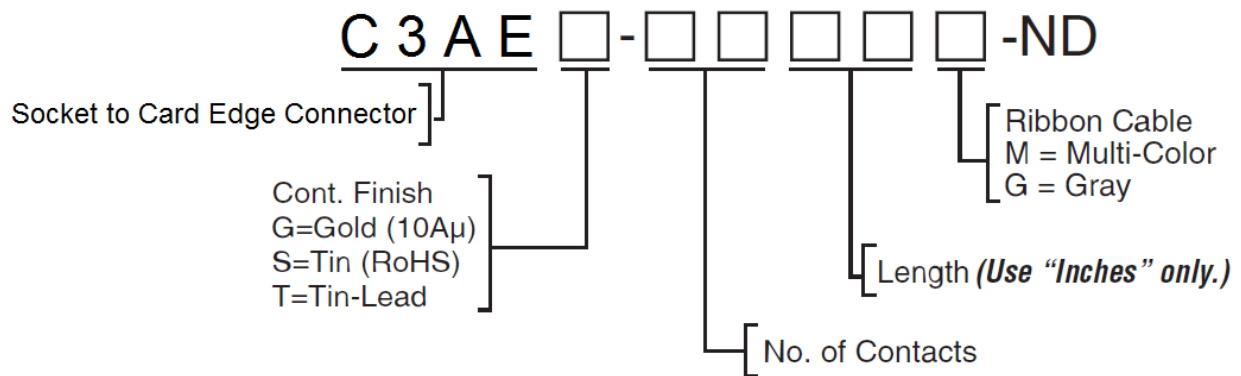 C 3 A E □ - □ □ □ □ □ -ND
Socket to Card Edge Connector
Cont. Finish
G=Gold (10Aµ)
S=Tin (RoHS)
T=Tin-Lead
Ribbon Cable
M = Multi-Color
G = Gray
Length (Use “Inches” only.)
No. of Contacts